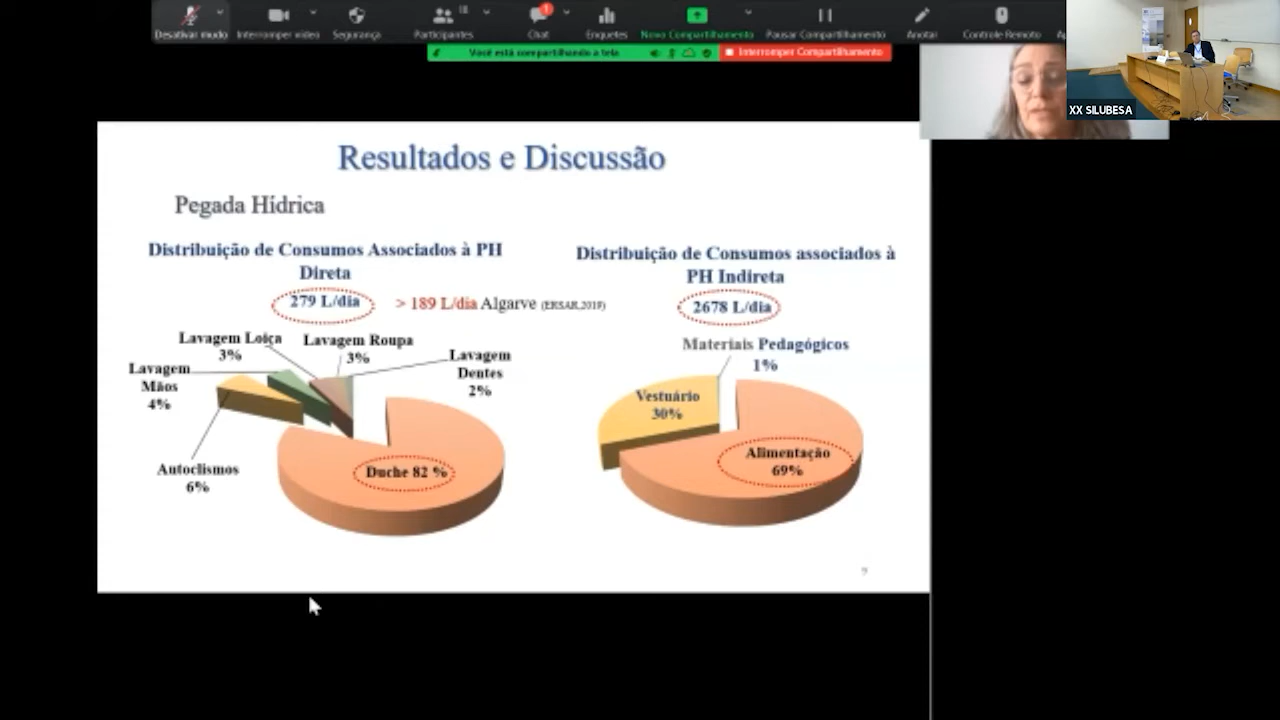 Desativar mudo
Interromper vídeo
Segurança
Participantes
18
Chat
1
Enquetes
Novo Compartilhamento
Pausar Compartilhamento
Anotar
Controle Remoto
Você está compartilhando a tela
Interromper Compartilhamento
XX SILUBESA
Resultados e Discussão
Pegada Hídrica
Distribuição de Consumos Associados à PH
Direta
279 L/dia
> 189 L/dia Algarve (ERSAR,2019)
Lavagem Loiça
3%
Lavagem Roupa
3%
Lavagem
Dentes
2%
Lavagem
Mãos
4%
Autoclismos
6%
Duche 82 %
Distribuição de Consumos associados à
PH Indireta
2678 L/dia
Materiais Pedagógicos
1%
Vestuário
30%
Alimentação
69%
9